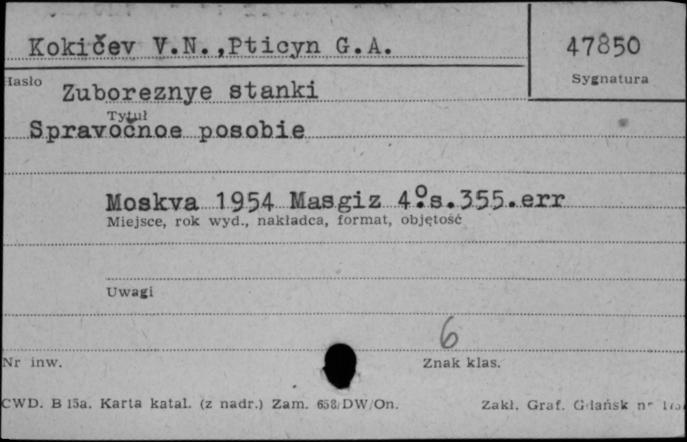 Kokičev V.N.,Pticyn G.A.
47850
Hasło
Sygnatura
Zuboreznye stanki
Tytuł
Spravočnoe posobie
Moskva 1954 Masgiz 4°s.355.err
Miejsce, rok wyd., nakładca, format, objętość
Uwagi
6
Nr inw.
Znak klas.
CWD. B 15a. Karta katal. (z nadr.) Zam. 658/DW/On.
Zakł. Graf. Gdańsk